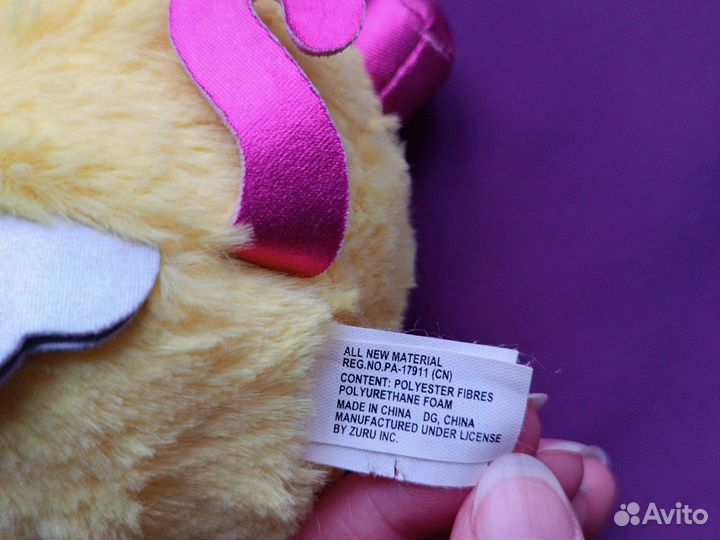 ALL NEW MATERIAL
REG.NO.PA-17911 (CN)
CONTENT: POLYESTER FIBRES
POLYURETHANE FOAM
MADE IN CHINA DG, CHINA
MANUFACTURED UNDER LICENSE
BY ZURU INC.
Avito